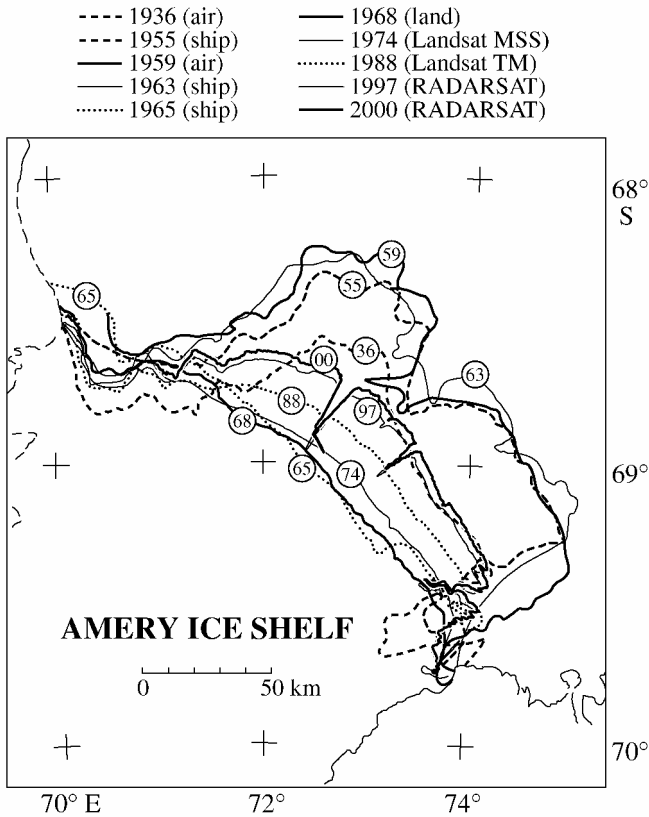 1936 (air)
1955 (ship)
1959 (air)
1963 (ship)
1965 (ship)
1968 (land)
1974 (Landsat MSS)
1988 (Landsat TM)
1997 (RADARSAT)
2000 (RADARSAT)
68°
S
59
65
55
00
36
63
88
97
68
65
74
69°
AMERY ICE SHELF
0 50 km
70°
70° E 72° 74°